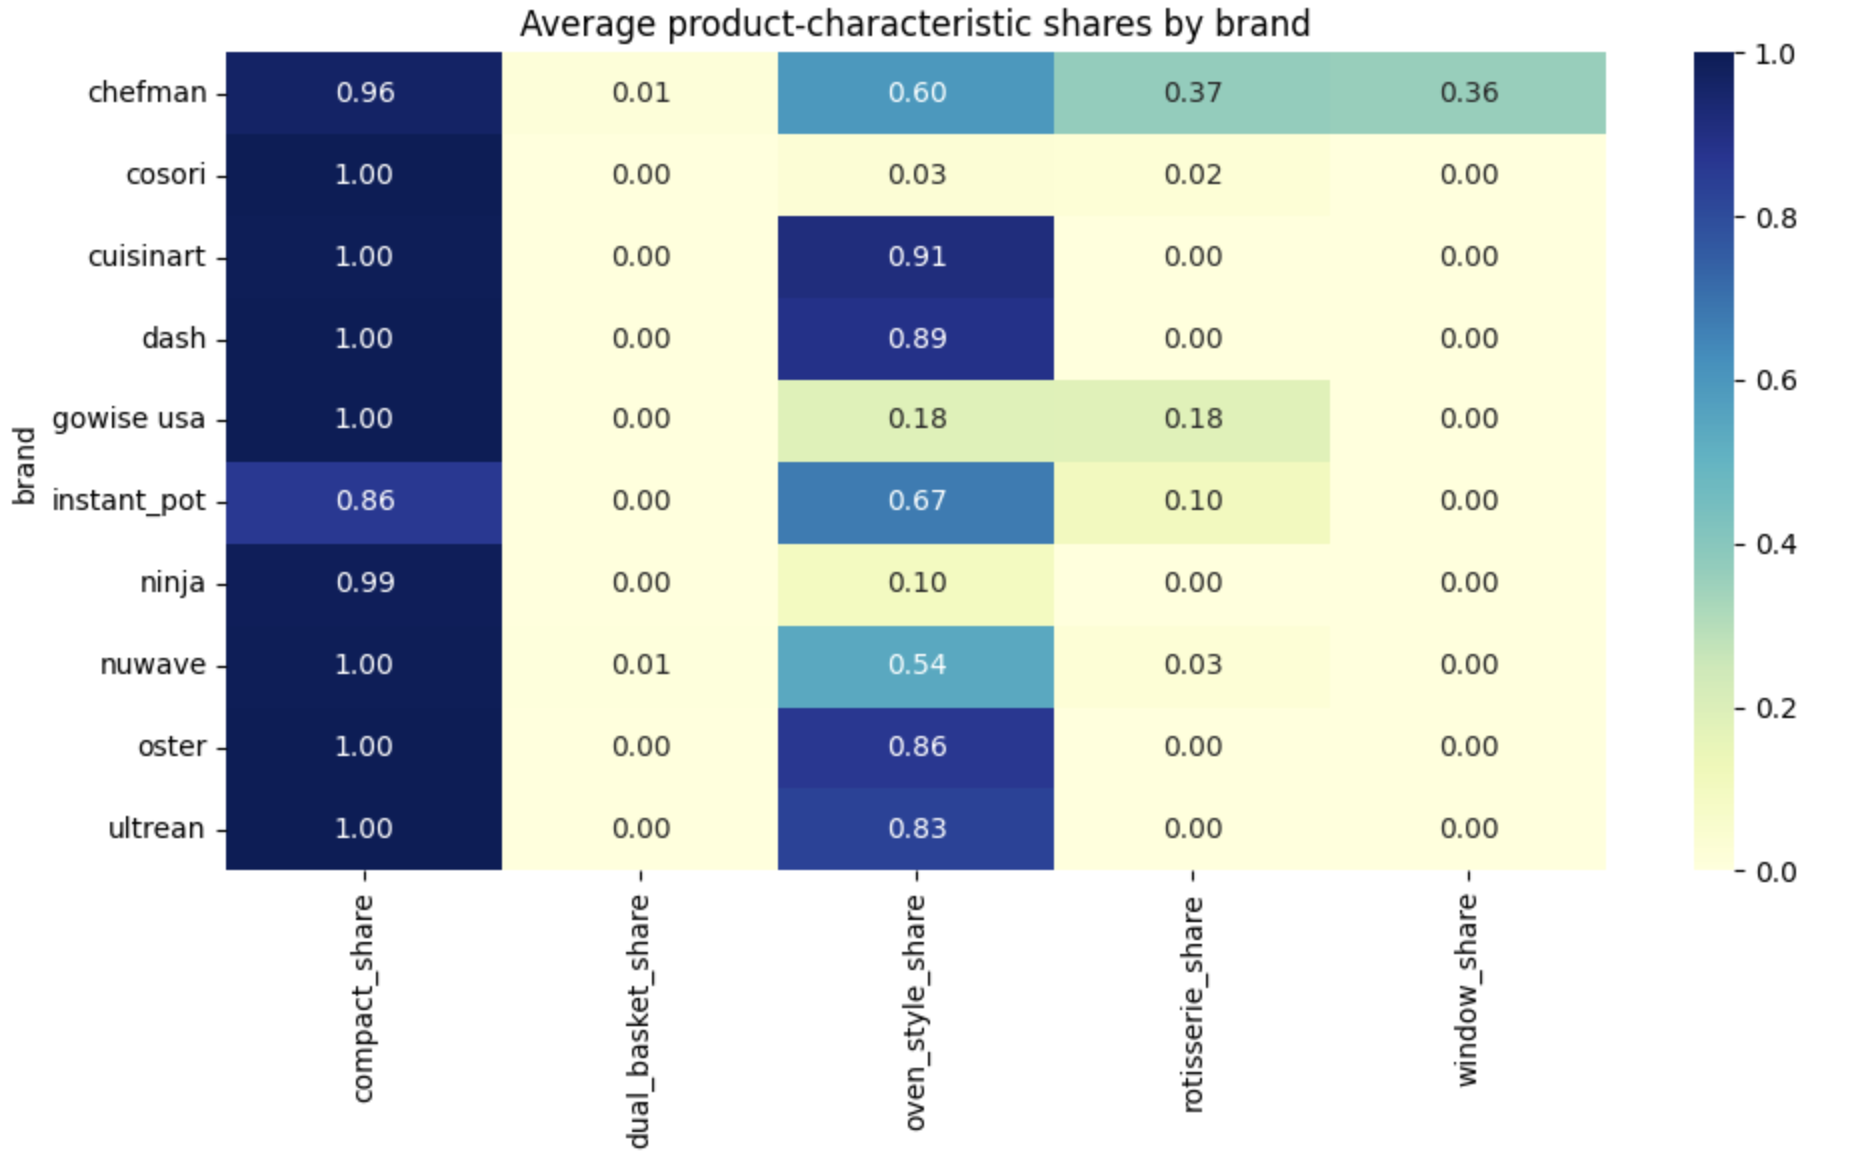 Average product-characteristic shares by brand
chefman 0.96 0.01 0.60 0.37 0.36
cosori 1.00 0.00 0.03 0.02 0.00
cuisinart 1.00 0.00 0.91 0.00 0.00
dash 1.00 0.00 0.89 0.00 0.00
gowise usa 1.00 0.00 0.18 0.18 0.00
instant_pot 0.86 0.00 0.67 0.10 0.00
ninja 0.99 0.00 0.10 0.00 0.00
nuwave 1.00 0.01 0.54 0.03 0.00
oster 1.00 0.00 0.86 0.00 0.00
ultrean 1.00 0.00 0.83 0.00 0.00
brand
compact_share
dual_basket_share
oven_style_share
rotisserie_share
window_share
1.0
0.8
0.6
0.4
0.2
0.0